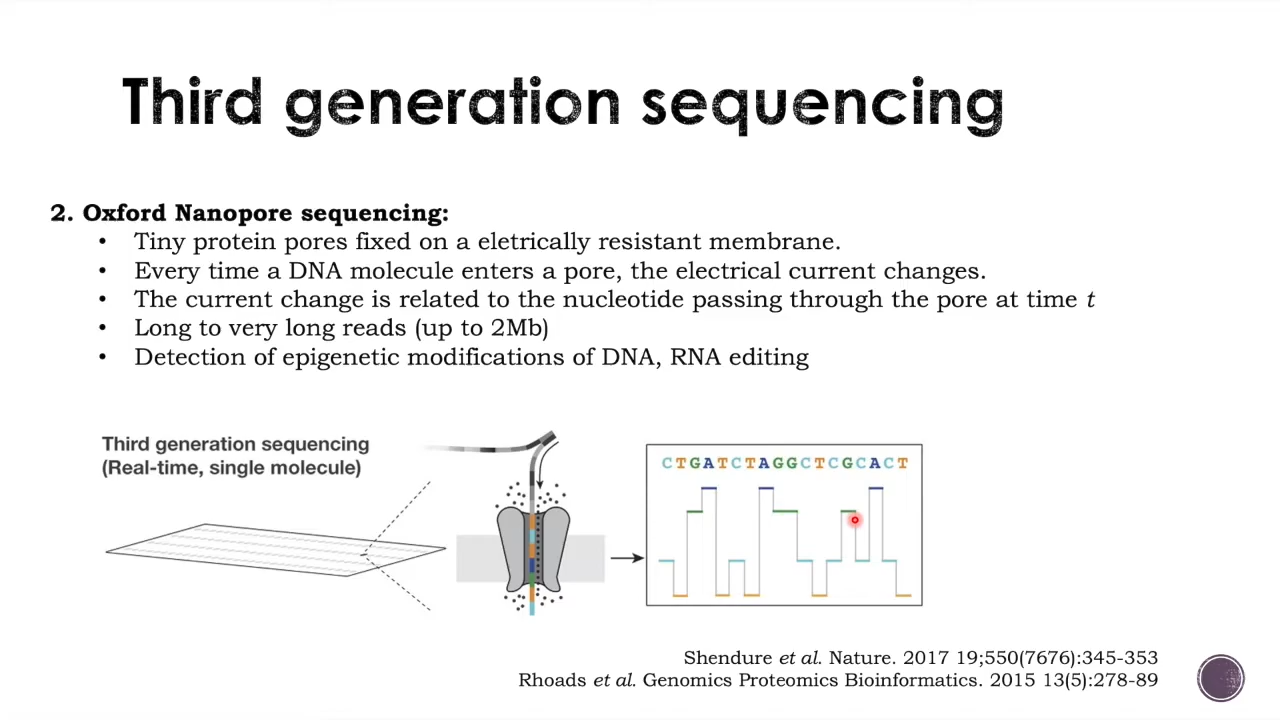 Third generation sequencing
2. Oxford Nanopore sequencing:
• Tiny protein pores fixed on a eletrically resistant membrane.
• Every time a DNA molecule enters a pore, the electrical current changes.
• The current change is related to the nucleotide passing through the pore at time t
• Long to very long reads (up to 2Mb)
• Detection of epigenetic modifications of DNA, RNA editing
Third generation sequencing
(Real-time, single molecule)
CTGATCTAGGCTCGCACT
Shendure et al. Nature. 2017 19;550(7676):345-353
Rhoads et al. Genomics Proteomics Bioinformatics. 2015 13(5):278-89